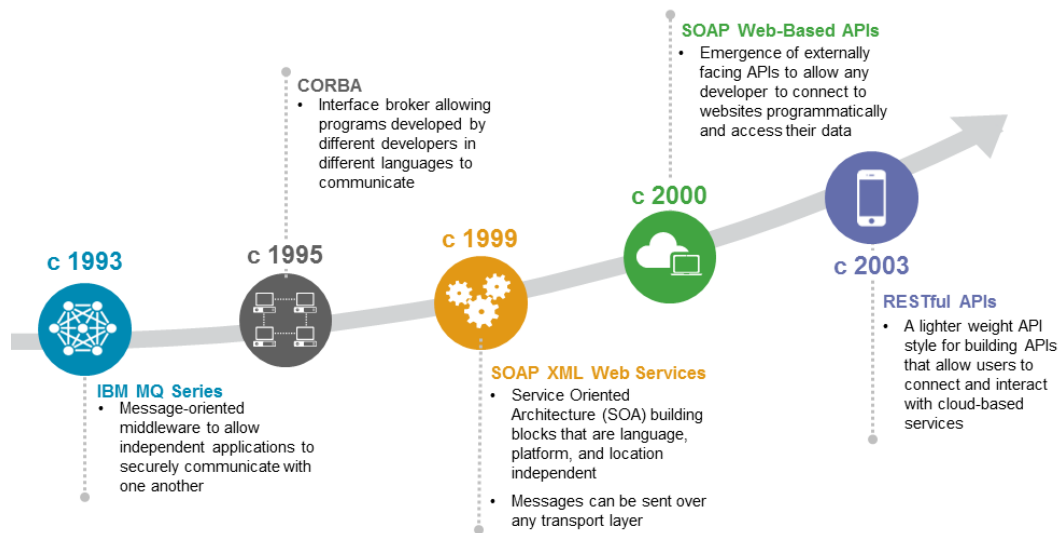 c 1993
IBM MQ Series
• Message-oriented
middleware to allow
independent applications to
securely communicate with
one another
CORBA
• Interface broker allowing
programs developed by
different developers in
different languages to
communicate
c 1995
c 1999
SOAP XML Web Services
• Service Oriented
Architecture (SOA) building
blocks that are language,
platform, and location
independent
• Messages can be sent over
any transport layer
SOAP Web-Based APIs
• Emergence of externally
facing APIs to allow any
developer to connect to
websites programmatically
and access their data
c 2000
c 2003
RESTful APIs
• A lighter weight API
style for building APIs
that allow users to
connect and interact
with cloud-based
services